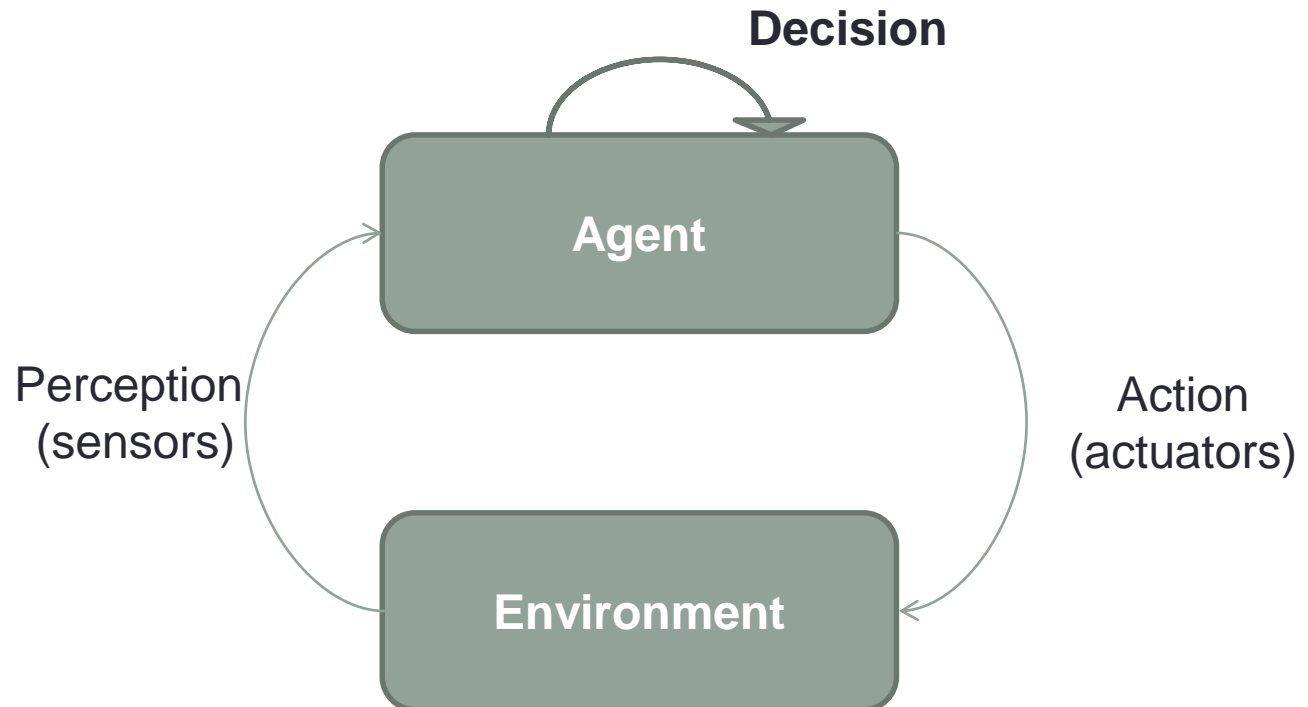 Decision
Agent
Perception
(sensors)
Action
(actuators)
Environment